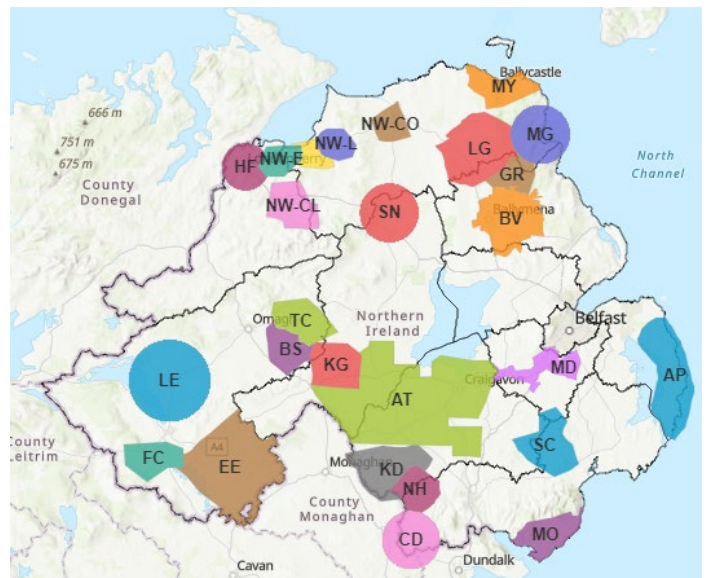 Ballycastle
MY
666 m
751 m
675 m
NW-CO
NW-L
MG
LG
HF
NW-E
County
Donegal
North
Channel
GR
NW-CL
SN
BV
Ballymena
Northern
Ireland
Belfast
TC
BS
KG
MD
LE
Craigavon
AP
AT
A4
SC
County
Leitrim
FC
EE
Monaghan
KD
NH
County
Monaghan
CD
MO
Dundalk
Cavan